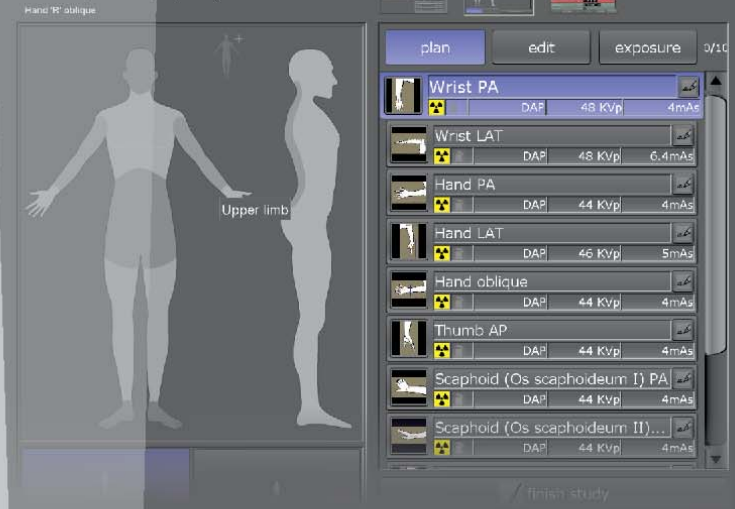 Hand 'R' oblique
plan edit exposure 0/10
Wrist PA
DAP 48 KVp 4mAs
Wrist LAT
DAP 48 KVp 6.4mAs
Hand PA
DAP 44 KVp 4mAs
Hand LAT
DAP 46 KVp 5mAs
Upper limb
Hand oblique
DAP 44 KVp 4mAs
Thumb AP
DAP 44 KVp 4mAs
Scaphoid (Os scaphoideum I) PA
DAP 44 KVp 4mAs
Scaphoid (Os scaphoideum II)...
DAP 44 KVp 4mAs
finish study